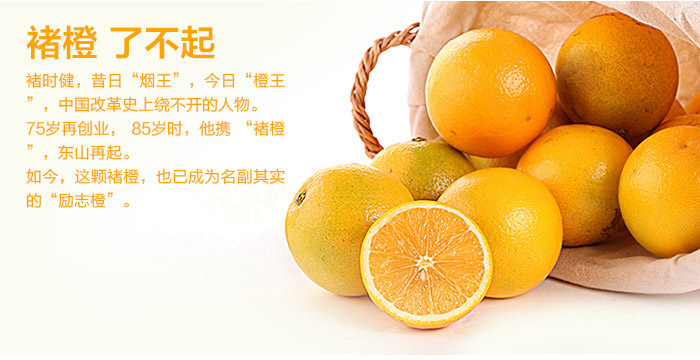 褚橙 了不起
褚时健，昔日“烟王”，今日“橙王
”，中国改革史上绕不开的人物。
75岁再创业， 85岁时，他携 “褚橙
”，东山再起。
如今，这颗褚橙，也已成为名副其实
的“励志橙”。